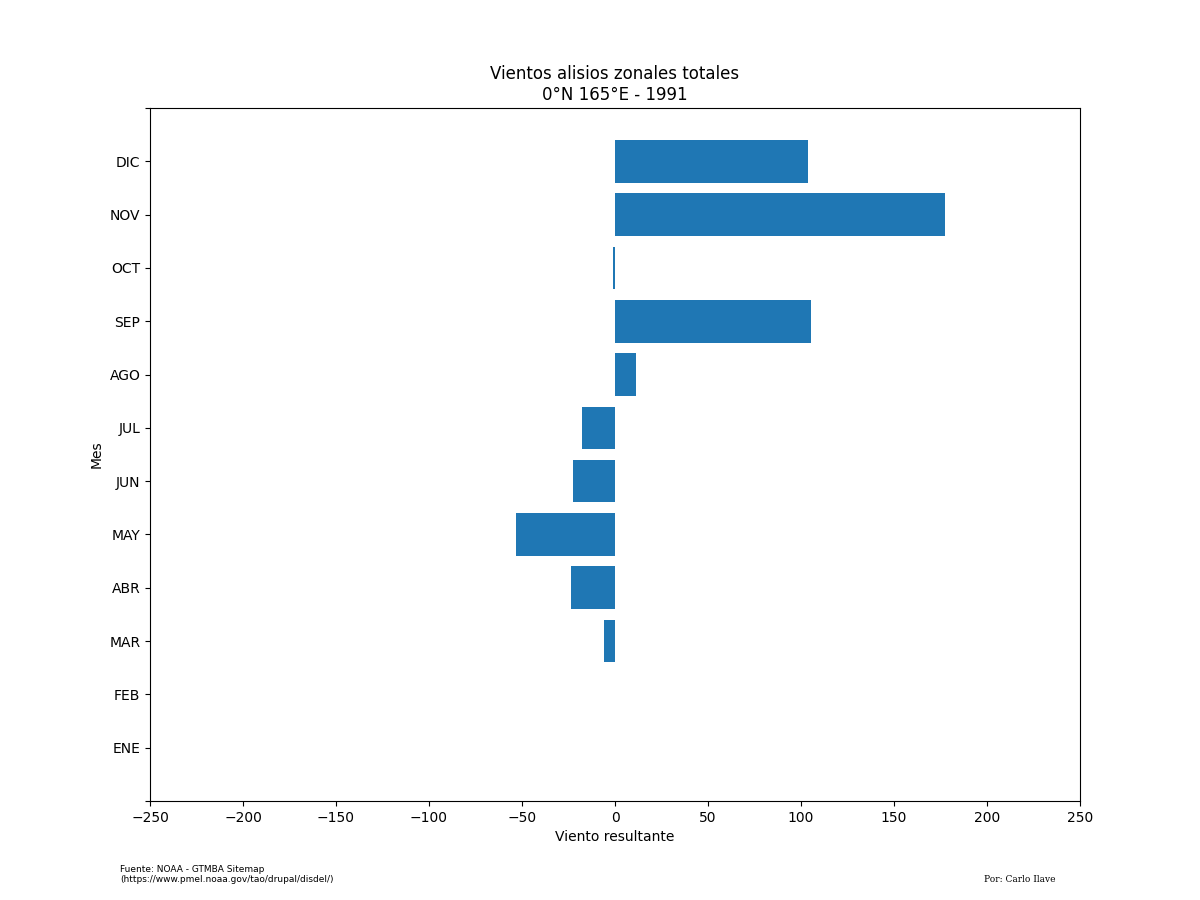 Vientos alisios zonales totales
0°N 165°E - 1991
DIC
NOV
OCT
SEP
AGO
JUL
JUN
MAY
ABR
MAR
FEB
ENE
Mes
−250 −200 −150 −100 −50 0 50 100 150 200 250
Viento resultante
Fuente: NOAA - GTMBA Sitemap
(https://www.pmel.noaa.gov/tao/drupal/disdel/)
Por: Carlo Ilave